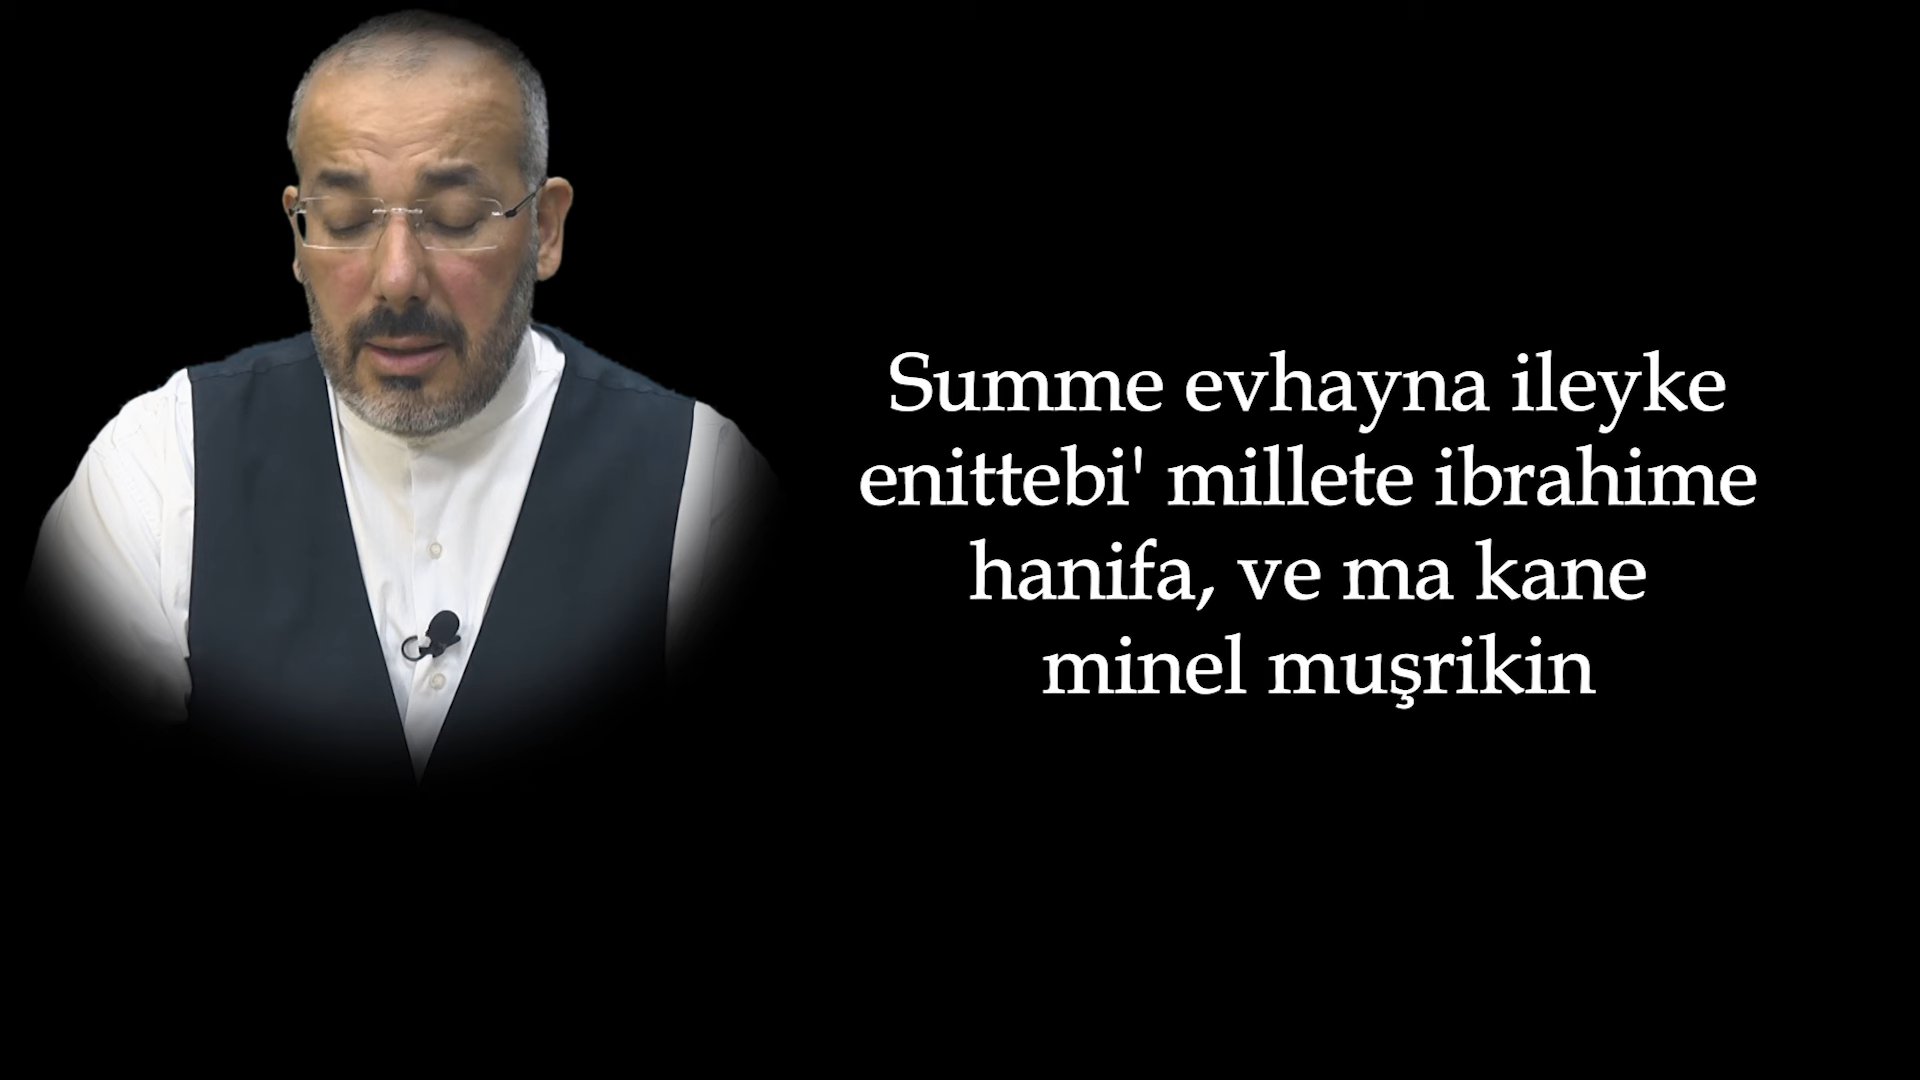 Summe evhayna ileyke
enittebi' millete ibrahime
hanifa, ve ma kane
minel muşrikin